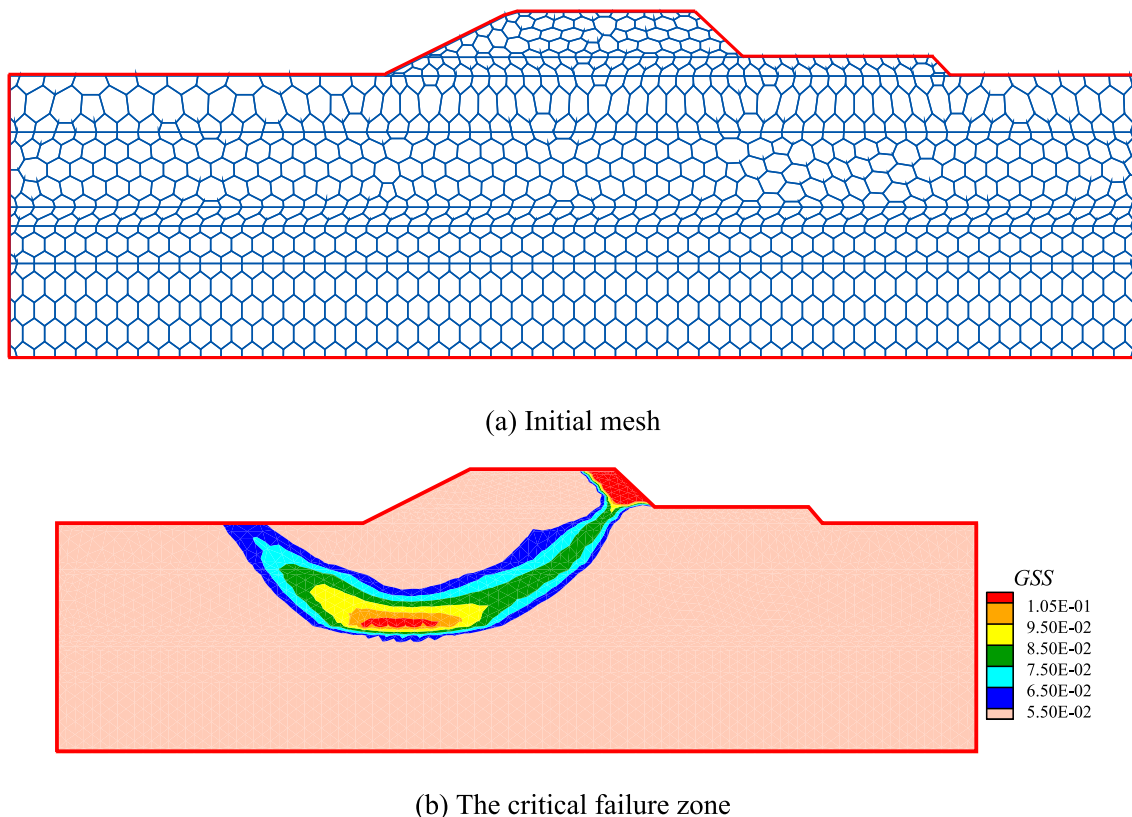 (a) Initial mesh
GSS
1.05E-01
9.50E-02
8.50E-02
7.50E-02
6.50E-02
5.50E-02
(b) The critical failure zone